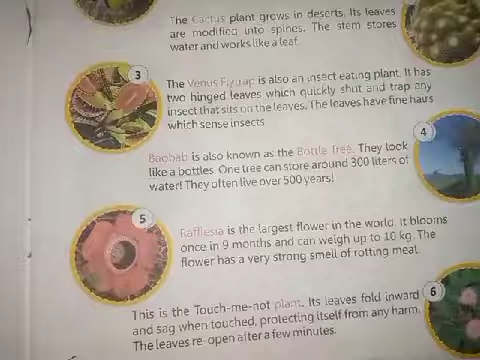 The Cactus plant grows in deserts. Its leaves
are modified into spines. The stem stores
water and works like a leaf.
3
The Venus Flytrap is also an insect eating plant. It has
two hinged leaves which quickly shut and trap any
insect that sits on the leaves. The leaves have fine hairs
which sense insects
4
Baobab is also known as the Bottle Tree. They look
like a bottles. One tree can store around 300 liters of
water! They often live over 500 years!
5
Rafflesia is the largest flower in the world. It blooms
once in 9 months and can weigh up to 10 kg. The
flower has a very strong smell of rotting meat.
6
This is the Touch-me-not plant. Its leaves fold inward
and sag when touched, protecting itself from any harm.
The leaves re-open after a few minutes.